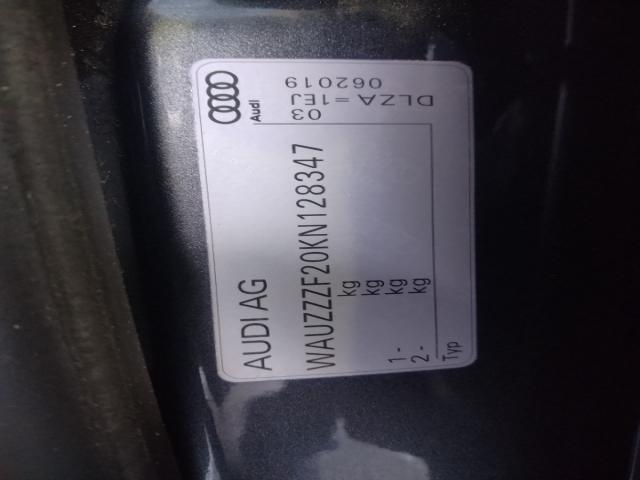 AUDI AG
Audi
WAUZZZF20KN128347
kg
kg
1- kg
2- kg
Typ
03
062019
DLZA =1EJ